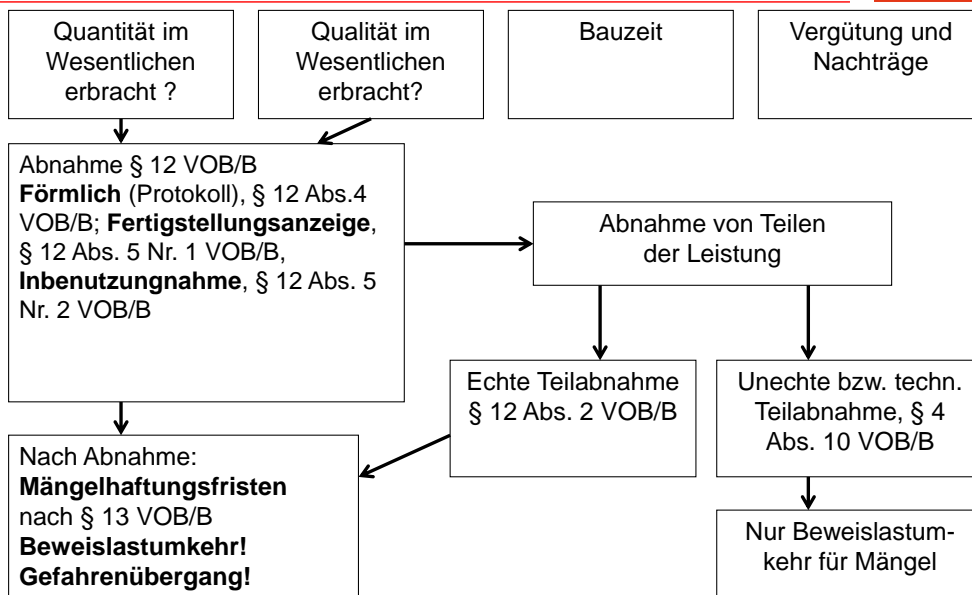 Quantität im
Wesentlichen
erbracht ?
Qualität im
Wesentlichen
erbracht?
Bauzeit
Vergütung und
Nachträge
Abnahme § 12 VOB/B
Förmlich (Protokoll), § 12 Abs.4
VOB/B; Fertigstellungsanzeige,
§ 12 Abs. 5 Nr. 1 VOB/B,
Inbenutzungnahme, § 12 Abs. 5
Nr. 2 VOB/B
Abnahme von Teilen
der Leistung
Echte Teilabnahme
§ 12 Abs. 2 VOB/B
Unechte bzw. techn.
Teilabnahme, § 4
Abs. 10 VOB/B
Nach Abnahme:
Mängelhaftungsfristen
nach § 13 VOB/B
Beweislastumkehr!
Gefahrenübergang!
Nur Beweislastum-
kehr für Mängel